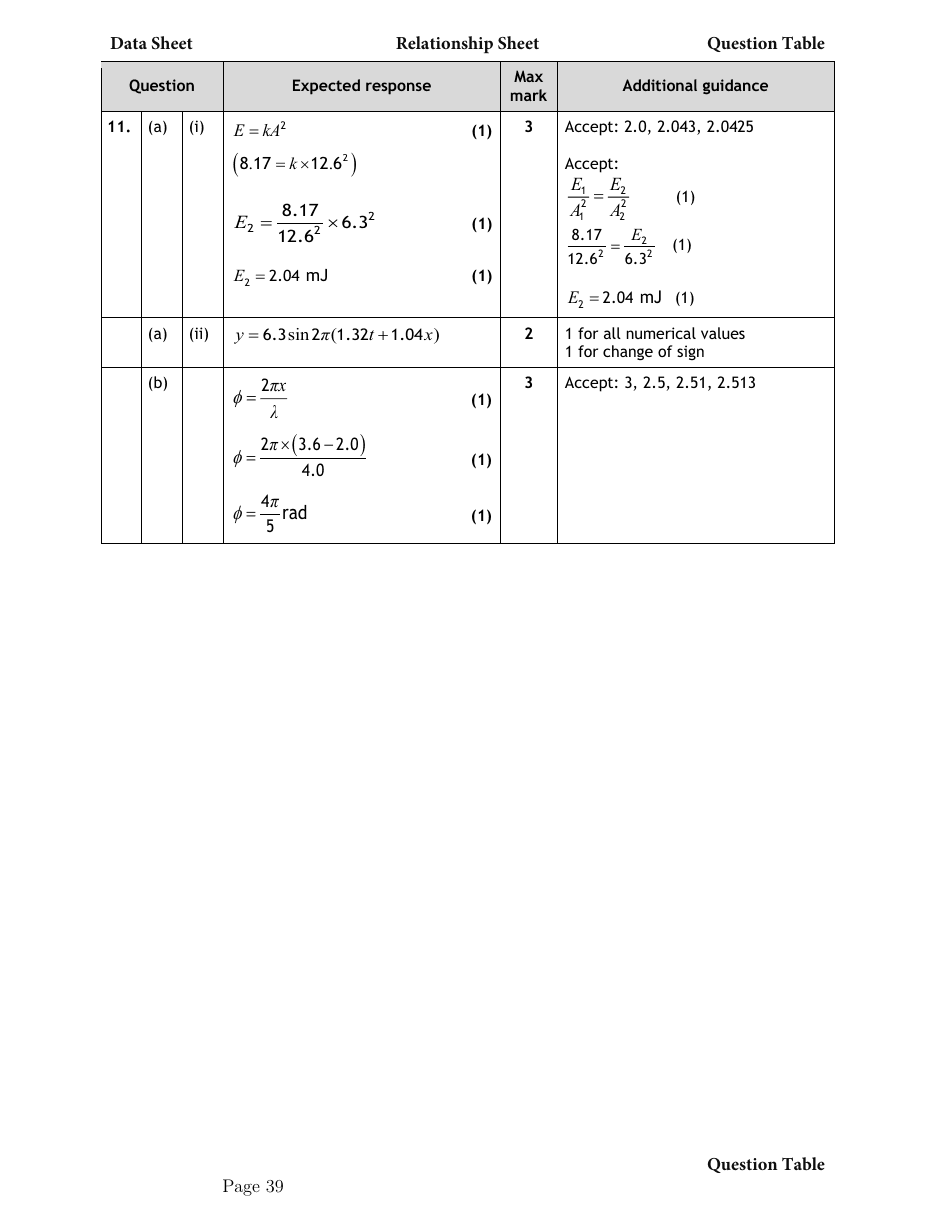 Data Sheet Relationship Sheet Question Table
Question Expected response Max mark Additional guidance
11. (a) (i) E = kA² (1) 3 Accept: 2.0, 2.043, 2.0425
(8.17 = k × 12.6²) Accept:
E₁/A₁² = E₂/A₂² (1)
E₂ = 8.17/12.6² × 6.3² (1)
8.17/12.6² = E₂/6.3² (1)
E₂ = 2.04 mJ (1)
E₂ = 2.04 mJ (1)
(a) (ii) y = 6.3sin2π(1.32t + 1.04x) 2 1 for all numerical values
1 for change of sign
(b) ϕ = 2πx/λ (1) 3 Accept: 3, 2.5, 2.51, 2.513
ϕ = 2π × (3.6 − 2.0)/4.0 (1)
ϕ = 4π/5 rad (1)
Question Table
Page 39